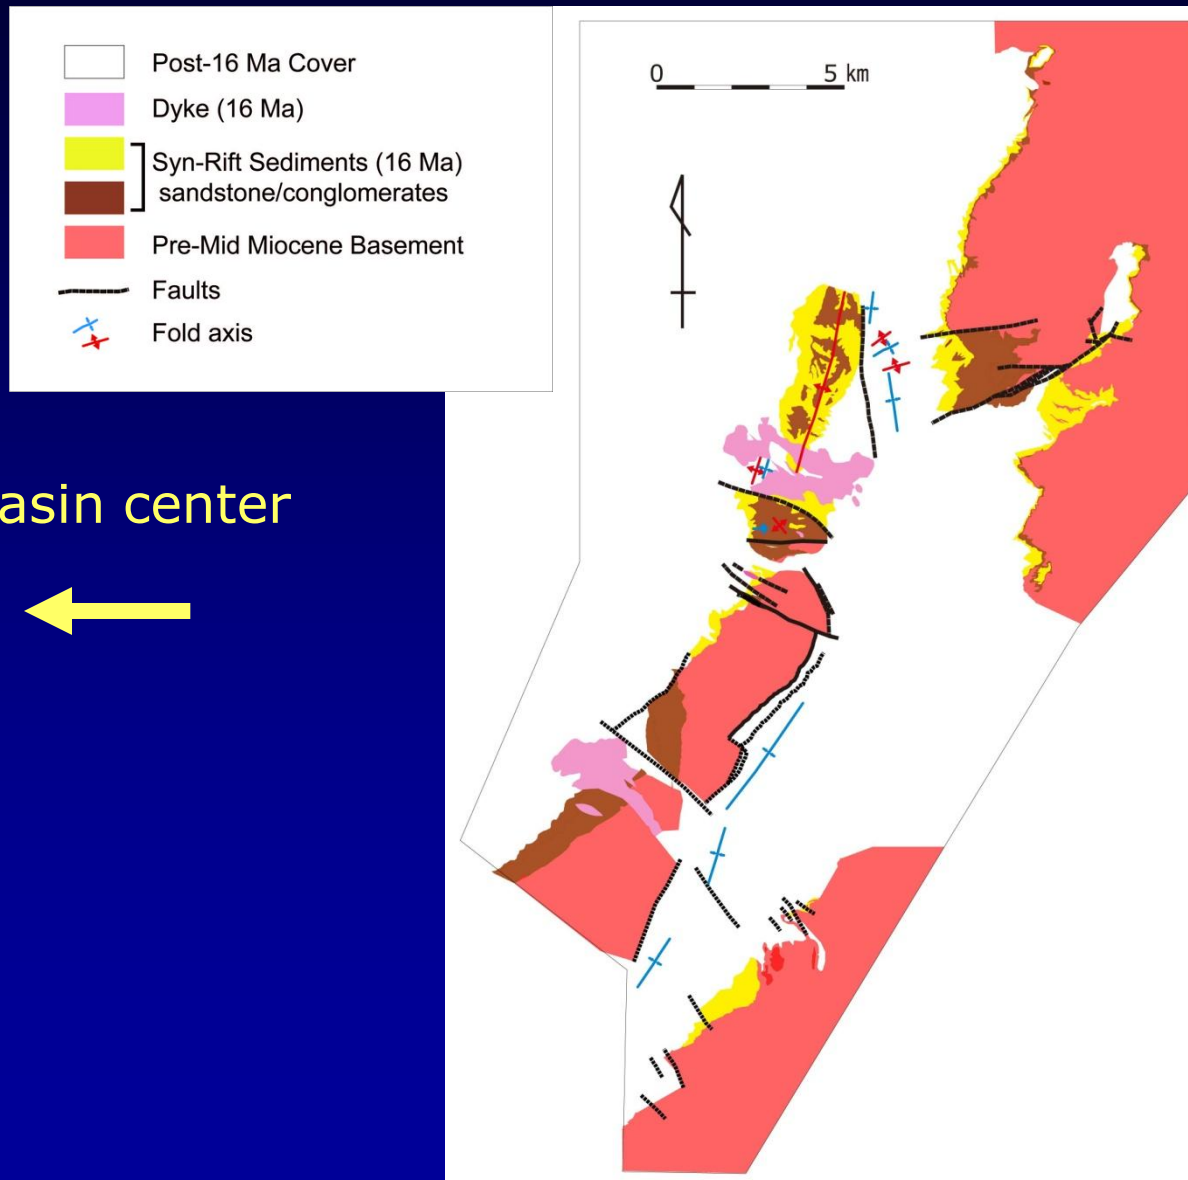 Post-16 Ma Cover
Dyke (16 Ma)
Syn-Rift Sediments (16 Ma)
sandstone/conglomerates
Pre-Mid Miocene Basement
Faults
Fold axis
0 5 km
asin center